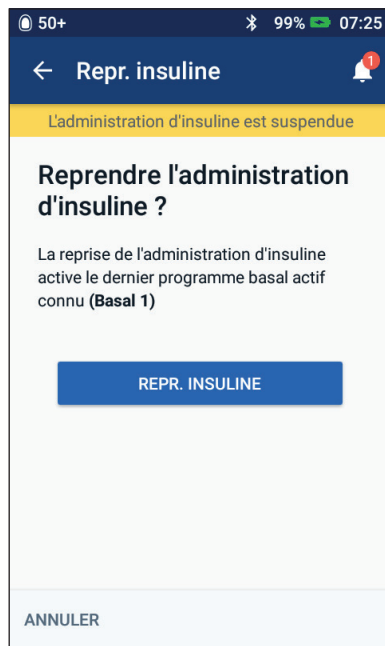 50+ 99% 07:25
Repr. insuline 1
L'administration d'insuline est suspendue
Reprendre l'administration
d'insuline ?
La reprise de l'administration d'insuline
active le dernier programme basal actif
connu (Basal 1)
REPR. INSULINE
ANNULER